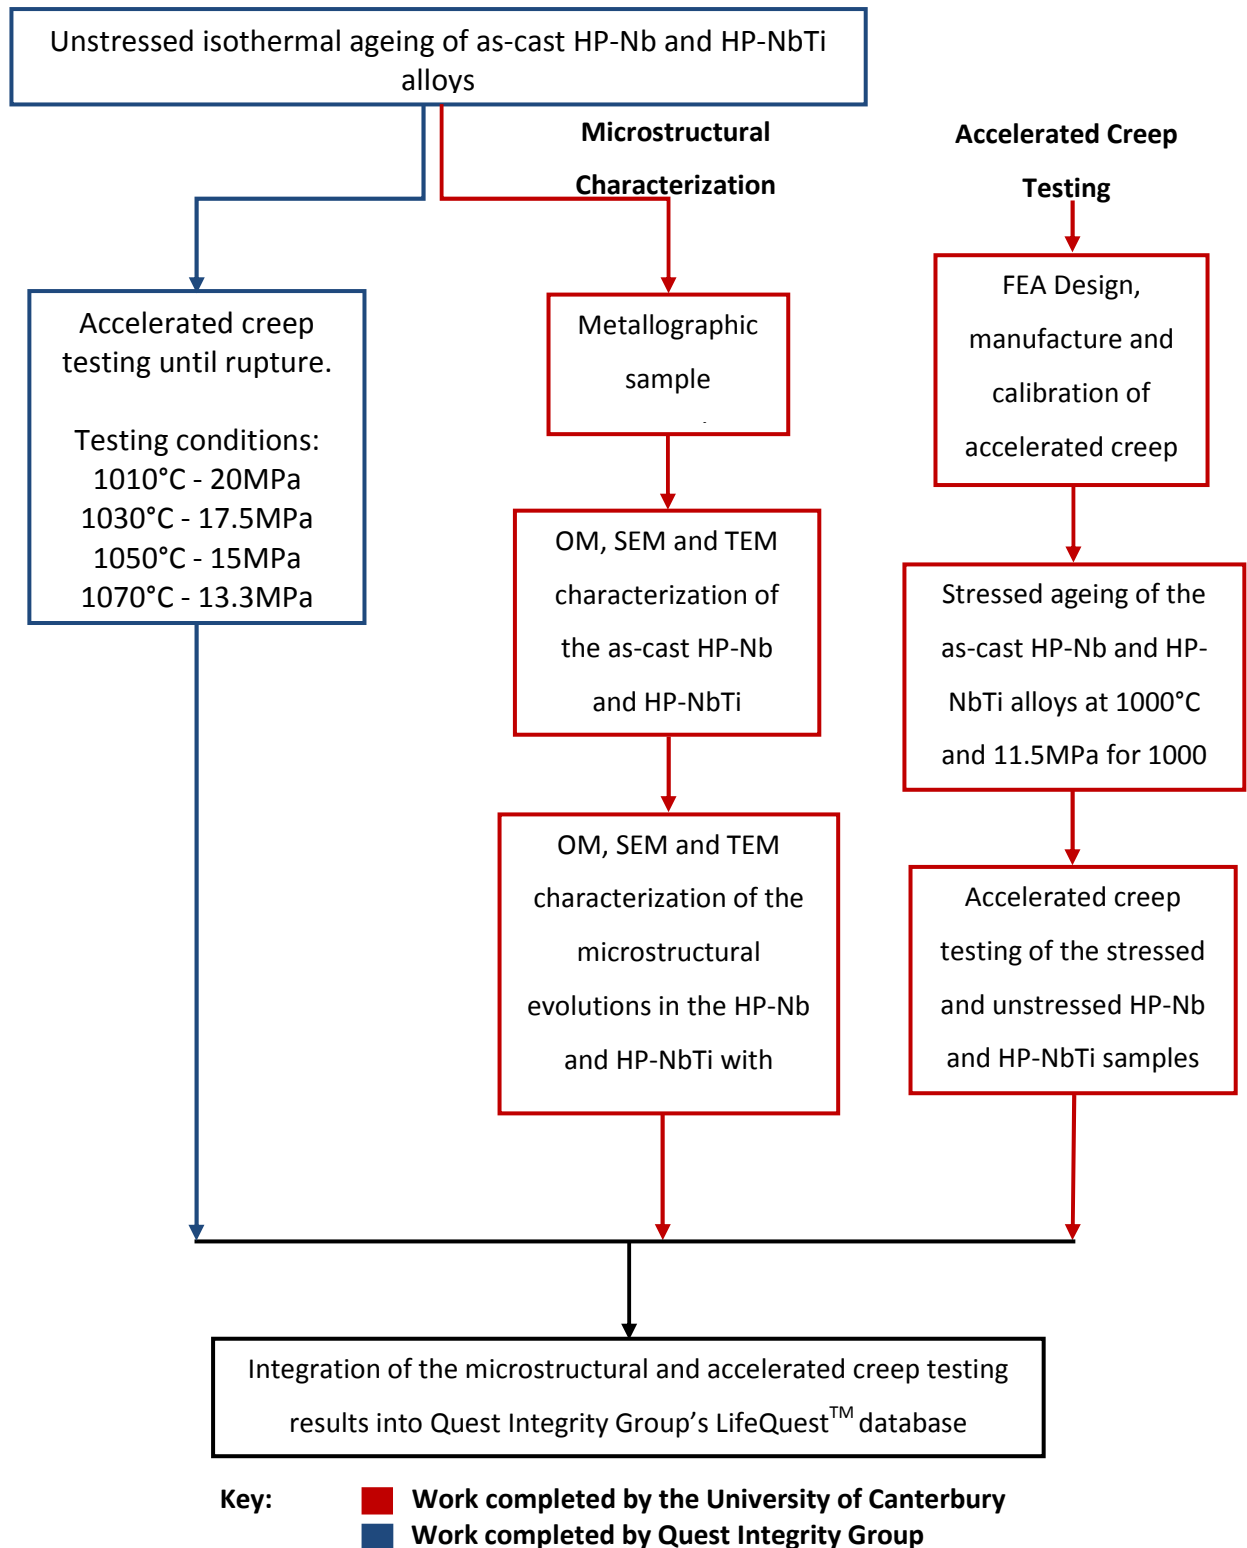 Unstressed isothermal ageing of as-cast HP-Nb and HP-NbTi
alloys
Microstructural
Characterization
Accelerated Creep
Testing
Accelerated creep
testing until rupture.
Testing conditions:
1010°C - 20MPa
1030°C - 17.5MPa
1050°C - 15MPa
1070°C - 13.3MPa
Metallographic
sample
OM, SEM and TEM
characterization of
the as-cast HP-Nb
and HP-NbTi
OM, SEM and TEM
characterization of the
microstructural
evolutions in the HP-Nb
and HP-NbTi with
FEA Design,
manufacture and
calibration of
accelerated creep
Stressed ageing of the
as-cast HP-Nb and HP-
NbTi alloys at 1000°C
and 11.5MPa for 1000
Accelerated creep
testing of the stressed
and unstressed HP-Nb
and HP-NbTi samples
Integration of the microstructural and accelerated creep testing
results into Quest Integrity Group’s LifeQuest™ database
Key:
Work completed by the University of Canterbury
Work completed by Quest Integrity Group